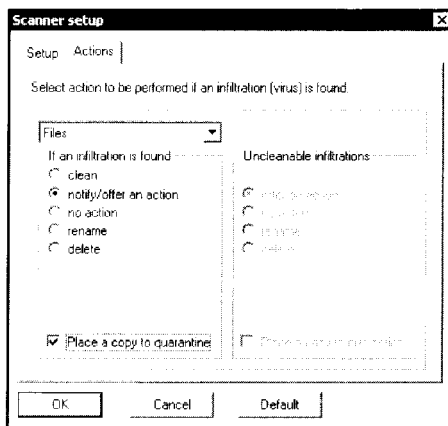 Scanner setup
Setup Actions
Select action to be performed if an infiltration (virus) is found.
Files
If an infiltration is found
clean
notify/offer an action
no action
rename
delete
Place a copy to quarantine
Uncleanable infiltrations
rename
delete
OK Cancel Default